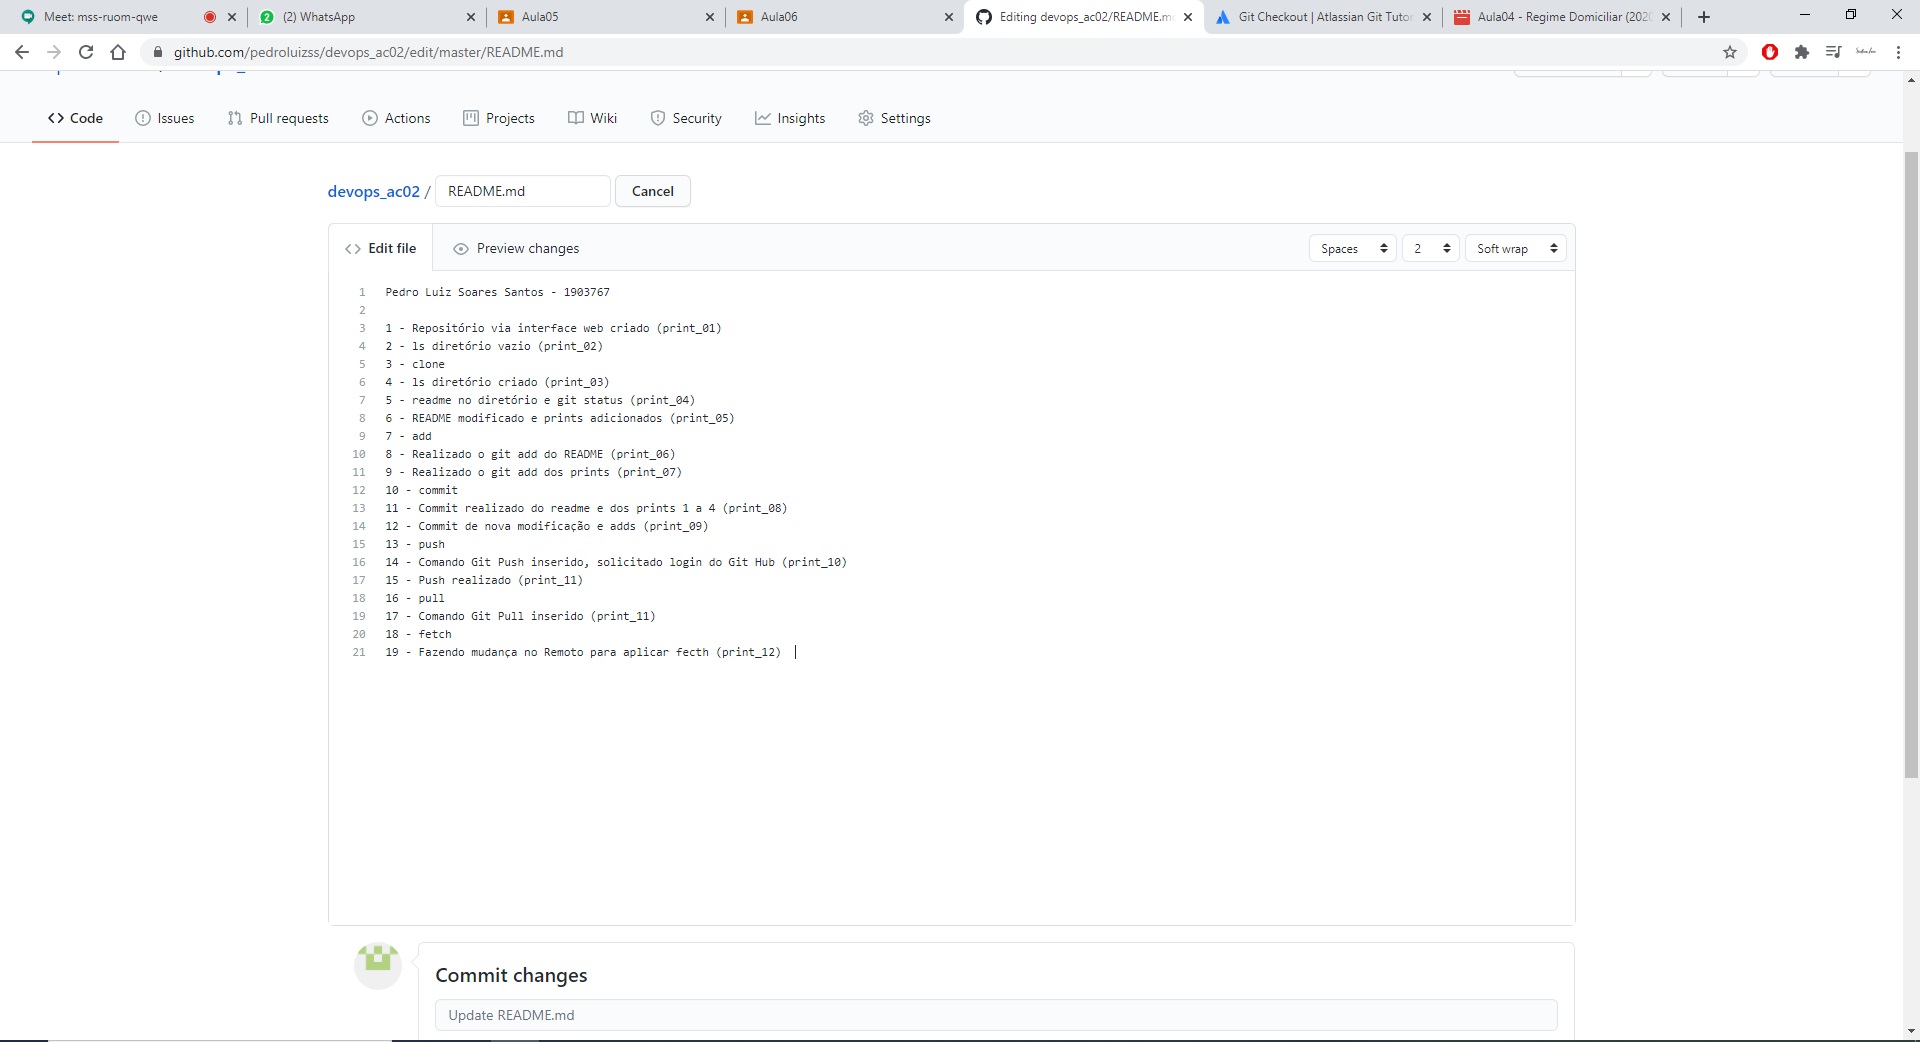 Meet: mss-ruom-qwe
(2) WhatsApp
Aula05
Aula06
Editing devops_ac02/README.m
Git Checkout | Atlassian Git Tutor
Aula04 - Regime Domiciliar (202
github.com/pedroluizss/devops_ac02/edit/master/README.md
Code
Issues
Pull requests
Actions
Projects
Wiki
Security
Insights
Settings
devops_ac02 / README.md Cancel
Edit file
Preview changes
Spaces
2
Soft wrap
1 Pedro Luiz Soares Santos - 1903767
2
3 1 - Repositório via interface web criado (print_01)
4 2 - ls diretório vazio (print_02)
5 3 - clone
6 4 - ls diretório criado (print_03)
7 5 - readme no diretório e git status (print_04)
8 6 - README modificado e prints adicionados (print_05)
9 7 - add
10 8 - Realizado o git add do README (print_06)
11 9 - Realizado o git add dos prints (print_07)
12 10 - commit
13 11 - Commit realizado do readme e dos prints 1 a 4 (print_08)
14 12 - Commit de nova modificação e adds (print_09)
15 13 - push
16 14 - Comando Git Push inserido, solicitado login do Git Hub (print_10)
17 15 - Push realizado (print_11)
18 16 - pull
19 17 - Comando Git Pull inserido (print_11)
20 18 - fetch
21 19 - Fazendo mudança no Remoto para aplicar fecth (print_12)
Commit changes
Update README.md